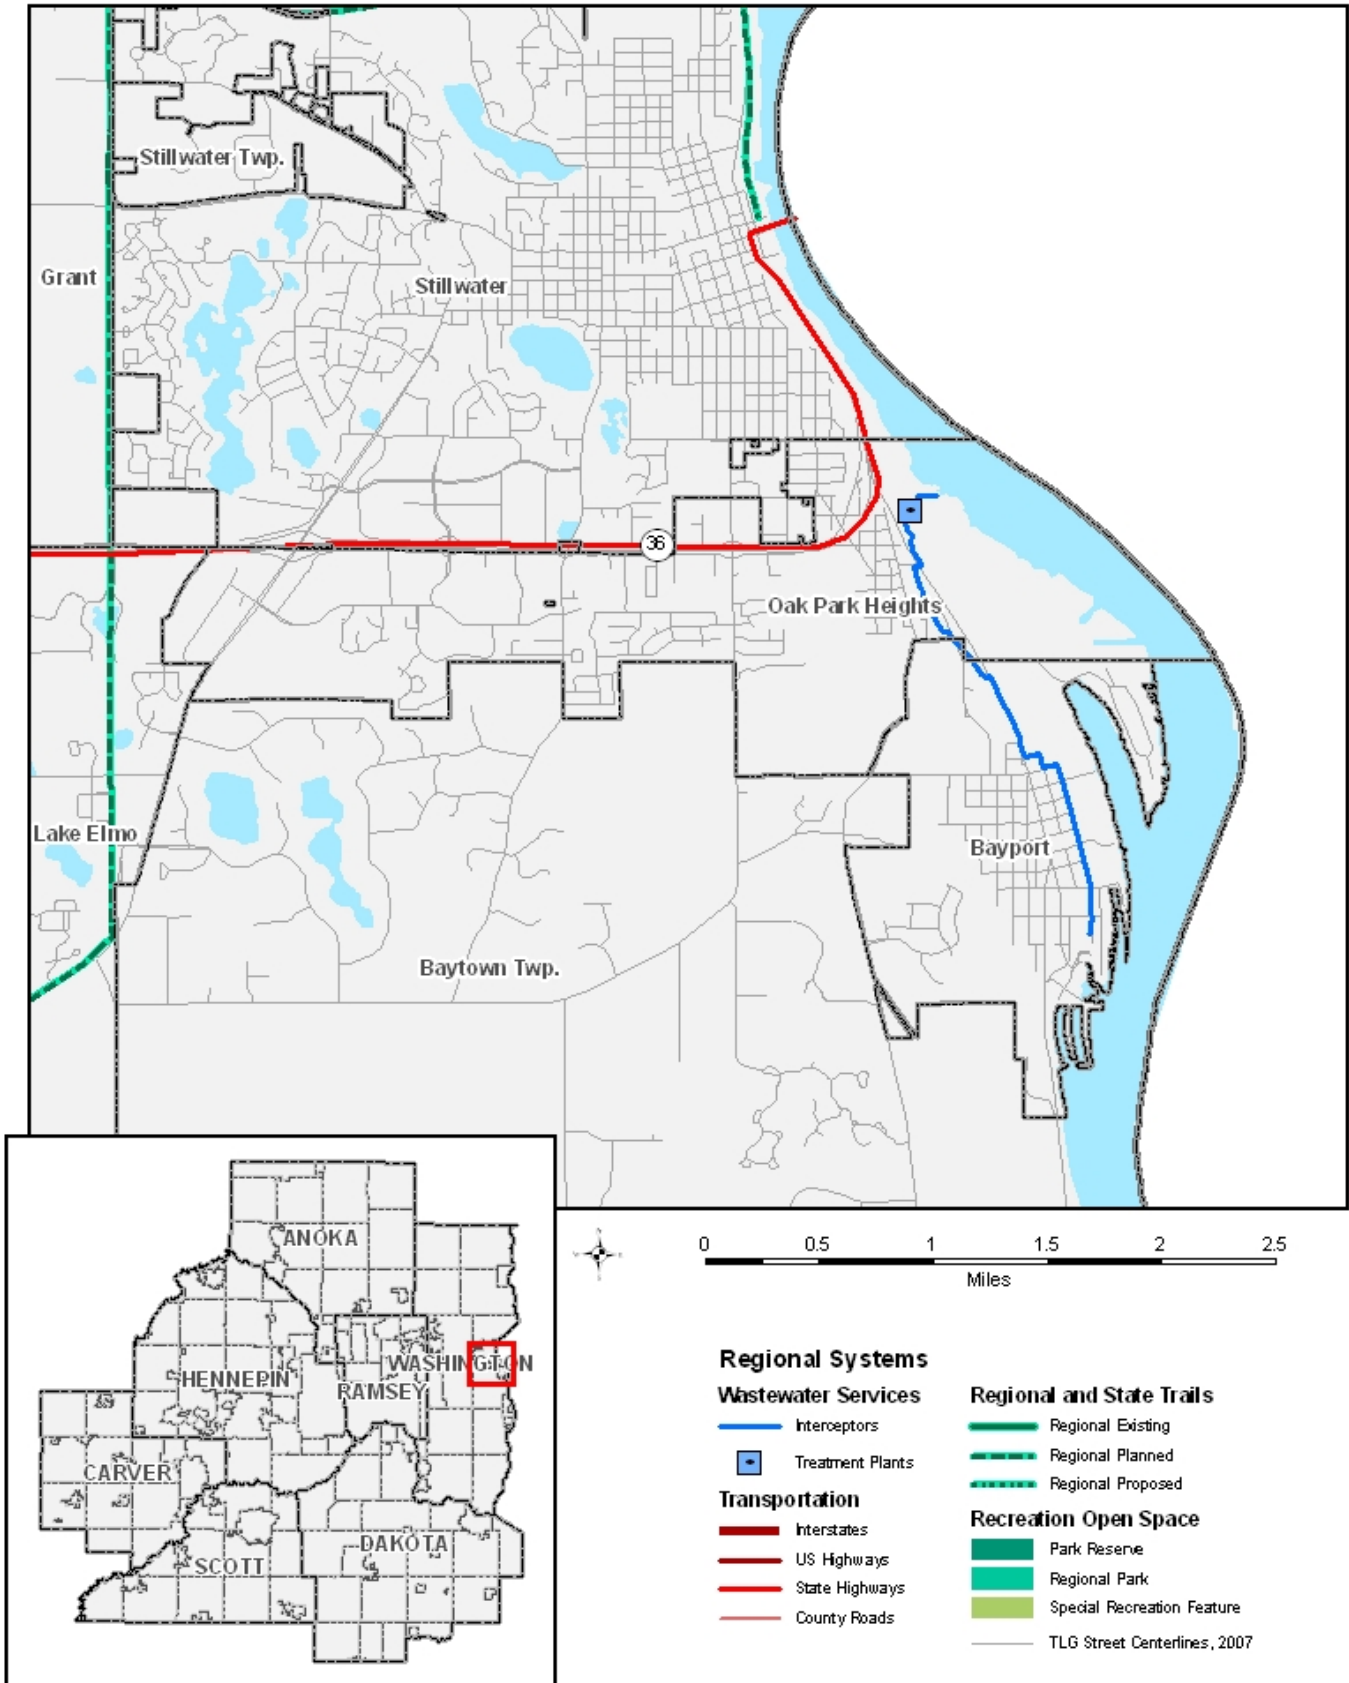 Stillwater Twp.
Grant
Stillwater
36
Oak Park Heights
Lake Elmo
Bayport
Baytown Twp.
ANOKA
WASHINGTON
HENNEPIN
RAMSEY
CARVER
DAKOTA
SCOTT
0 0.5 1 1.5 2 2.5
Miles
Regional Systems
Wastewater Services
Interceptors
Treatment Plants
Transportation
Interstates
US Highways
State Highways
County Roads
Regional and State Trails
Regional Existing
Regional Planned
Regional Proposed
Recreation Open Space
Park Reserve
Regional Park
Special Recreation Feature
TLG Street Centerlines, 2007